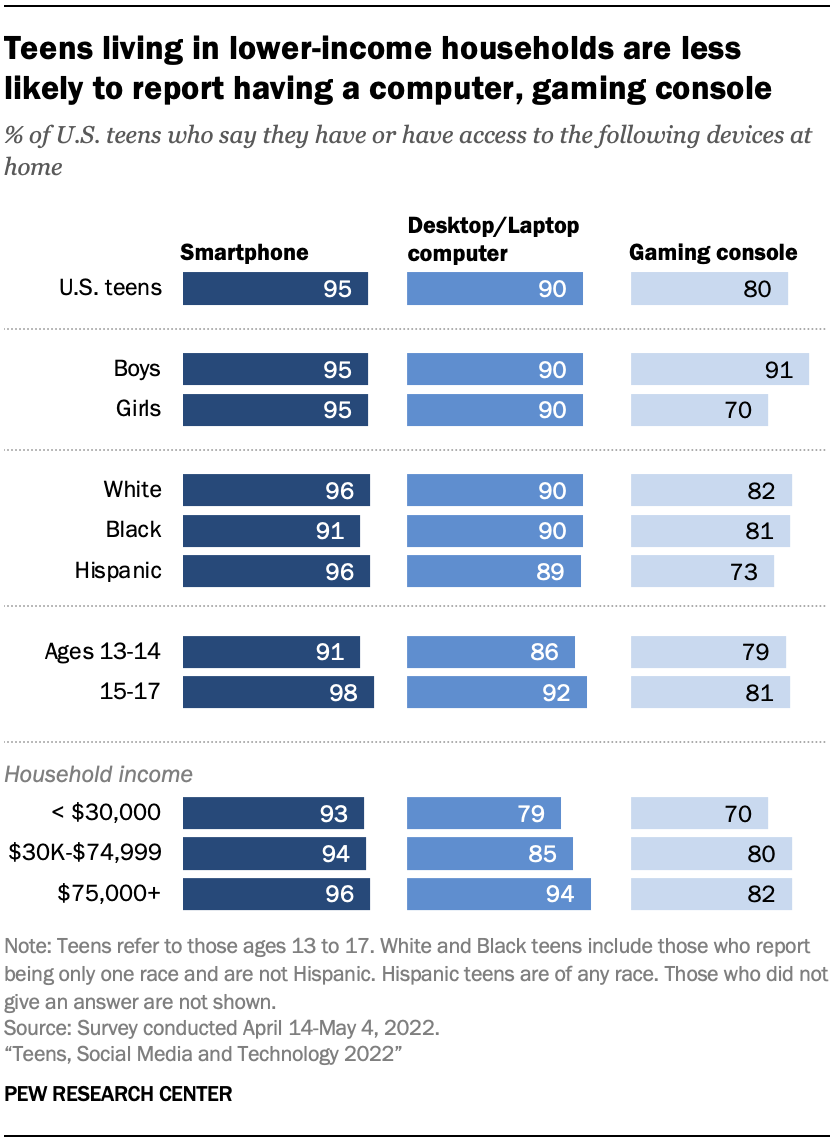 Teens living in lower-income households are less
likely to report having a computer, gaming console
% of U.S. teens who say they have or have access to the following devices at
home
Smartphone Desktop/Laptop computer Gaming console
U.S. teens 95 90 80
Boys 95 90 91
Girls 95 90 70
White 96 90 82
Black 91 90 81
Hispanic 96 89 73
Ages 13-14 91 86 79
15-17 98 92 81
Household income
< $30,000 93 79 70
$30K-$74,999 94 85 80
$75,000+ 96 94 82
Note: Teens refer to those ages 13 to 17. White and Black teens include those who report
being only one race and are not Hispanic. Hispanic teens are of any race. Those who did not
give an answer are not shown.
Source: Survey conducted April 14-May 4, 2022.
“Teens, Social Media and Technology 2022”
PEW RESEARCH CENTER